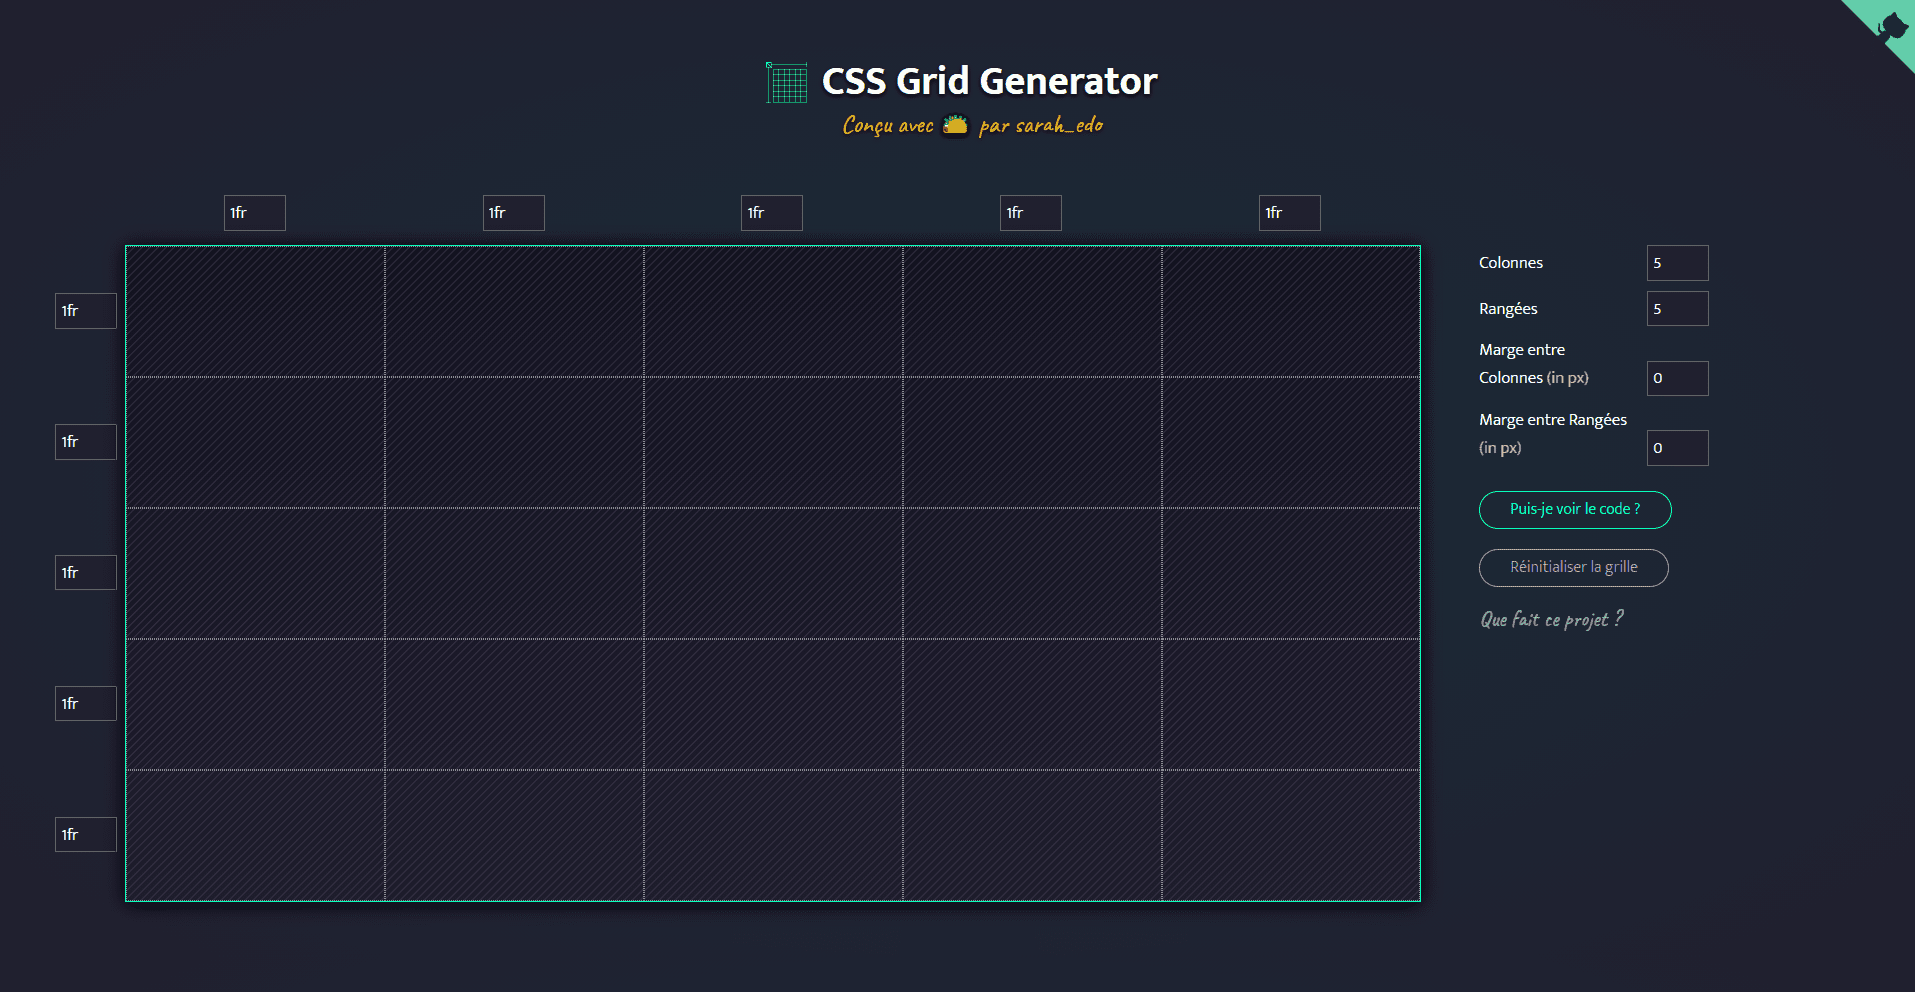 CSS Grid Generator
Conçu avec par sarah_edo
1fr 1fr 1fr 1fr 1fr
1fr
1fr
1fr
1fr
1fr
Colonnes 5
Rangées 5
Marge entre
Colonnes (in px) 0
Marge entre Rangées
(in px) 0
Puis-je voir le code ?
Réinitialiser la grille
Que fait ce projet ?